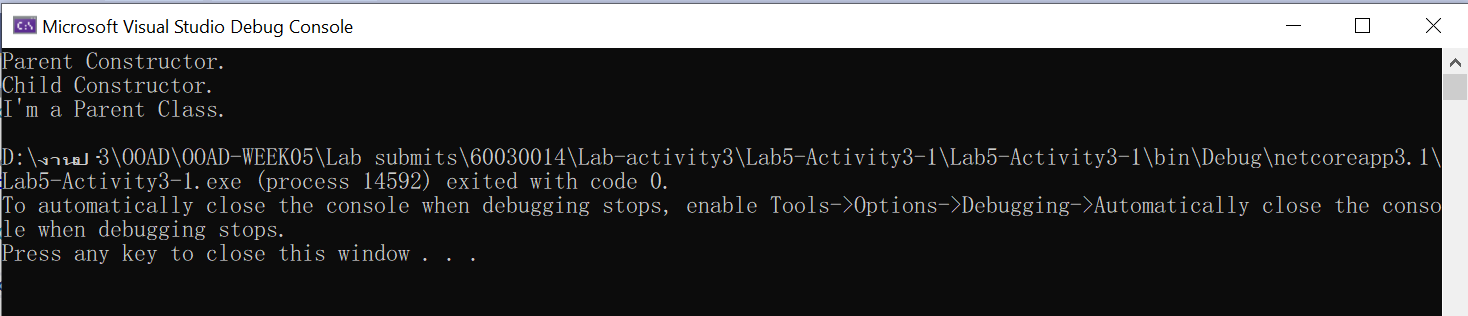 Microsoft Visual Studio Debug Console
Parent Constructor.
Child Constructor.
I'm a Parent Class.
D:\งานปี 3\OOAD\OOAD-WEEK05\Lab submits\60030014\Lab-activity3\Lab5-Activity3-1\Lab5-Activity3-1\bin\Debug\netcoreapp3.1\
Lab5-Activity3-1.exe (process 14592) exited with code 0.
To automatically close the console when debugging stops, enable Tools->Options->Debugging->Automatically close the conso
le when debugging stops.
Press any key to close this window . . .